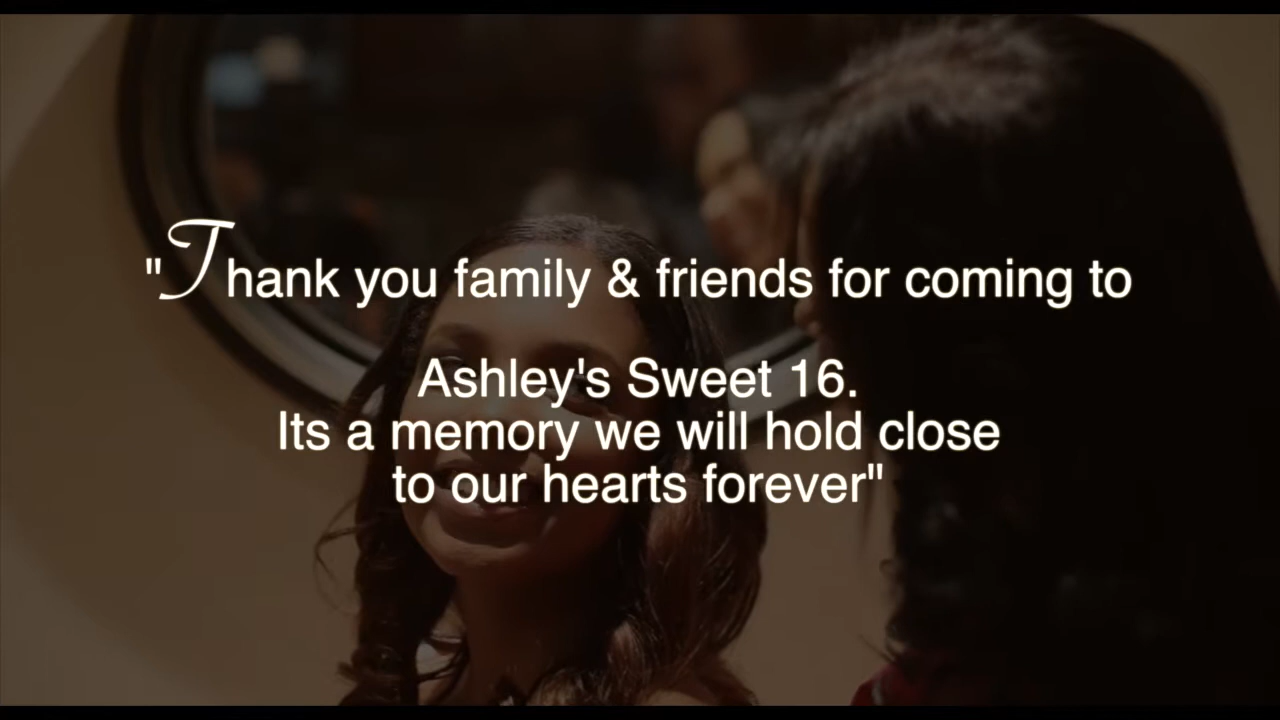 "Thank you family & friends for coming to
Ashley's Sweet 16.
Its a memory we will hold close
to our hearts forever"